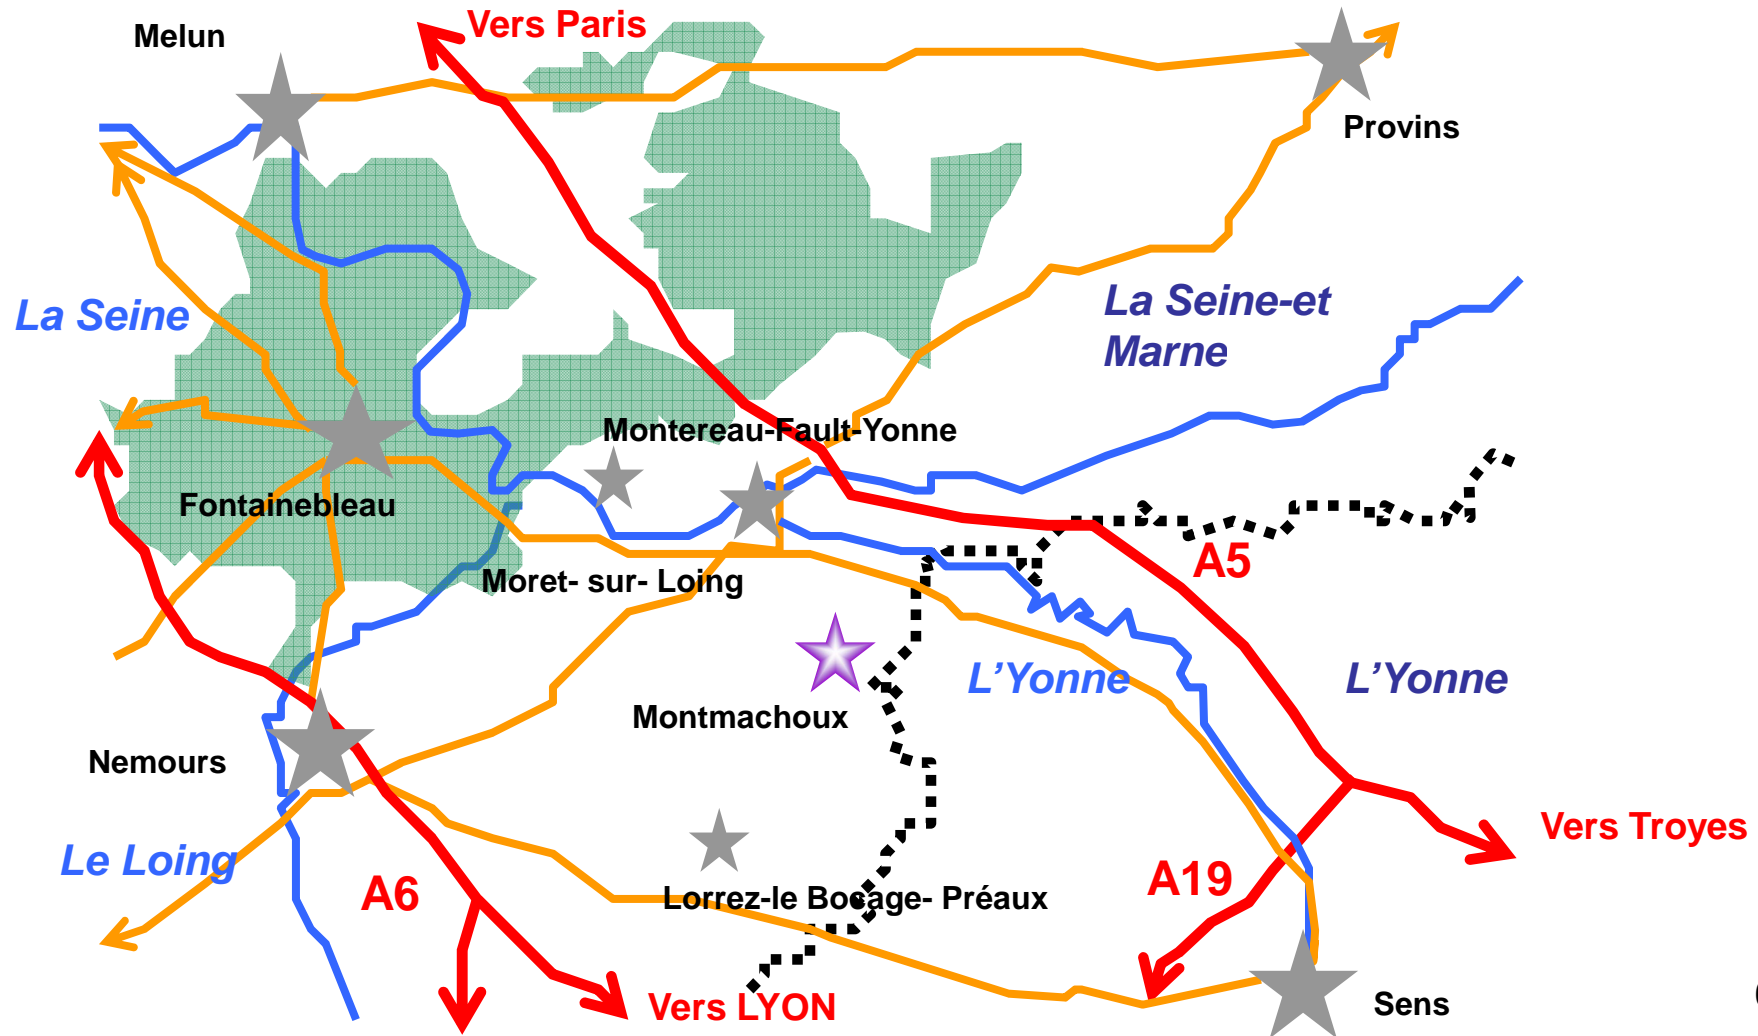 Vers Paris
Melun
Provins
La Seine
La Seine-et
Marne
Montereau-Fault-Yonne
Fontainebleau
A5
Moret- sur- Loing
L'Yonne
L'Yonne
Montmachoux
Nemours
Vers Troyes
Le Loing
A6
A19
Lorrez-le Bocage- Préaux
Vers LYON
Sens